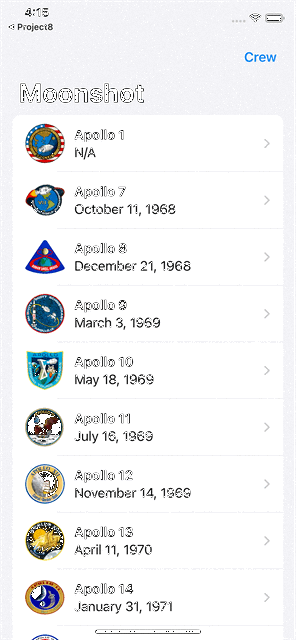 4:15
Project8
Crew
Moonshot
Apollo 1
N/A
Apollo 7
October 11, 1968
Apollo 8
December 21, 1968
Apollo 9
March 3, 1969
Apollo 10
May 18, 1969
Apollo 11
July 16, 1969
Apollo 12
November 14, 1969
Apollo 13
April 11, 1970
Apollo 14
January 31, 1971